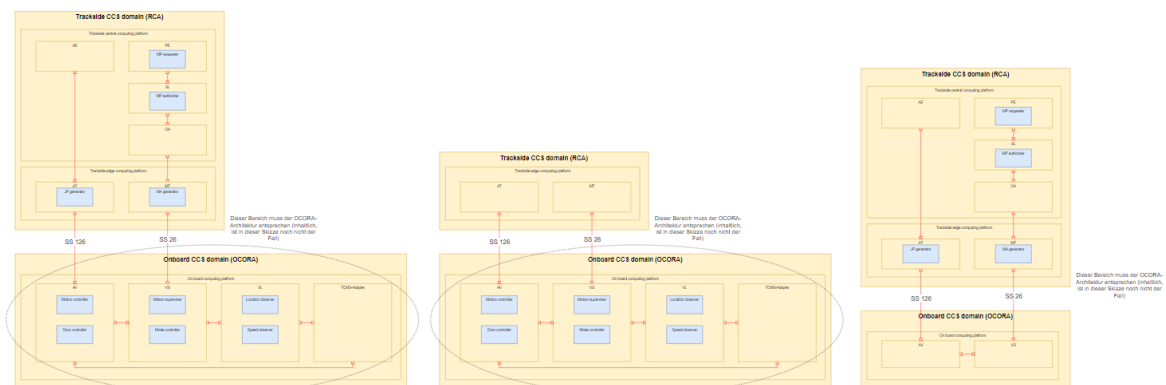 Trackside CCS domain (RCA)
Trackside central computing platform
AE
PE
MP requester
SL
MP authoriser
OA
Trackside edge computing platform
AT
JP generator
MT
MA generator
SS 126
SS 26
Dieser Bereich muss der OCORA-
Architektur entsprechen (inhaltlich,
ist in dieser Skizze noch nicht der
Fall)
Onboard CCS domain (OCORA)
On board computing platform
AV
Motion controller
Door controller
VS
Motion supervisor
Mode controller
VL
Location observer
Speed observer
TCMS-Adapter
Trackside CCS domain (RCA)
Trackside edge computing platform
AT
MT
SS 126
SS 26
Dieser Bereich muss der OCORA-
Architektur entsprechen (inhaltlich,
ist in dieser Skizze noch nicht der
Fall)
Onboard CCS domain (OCORA)
On board computing platform
AV
Motion controller
Door controller
VS
Motion supervisor
Mode controller
VL
Location observer
Speed observer
TCMS-Adapter
Trackside CCS domain (RCA)
Trackside central computing platform
AE
PE
MP requester
SL
MP authoriser
OA
Trackside edge computing platform
AT
JP generator
MT
MA generator
SS 126
SS 26
Dieser Bereich muss der OCORA-
Architektur entsprechen (inhaltlich,
ist in dieser Skizze noch nicht der
Fall)
Onboard CCS domain (OCORA)
On board computing platform
AV
VS